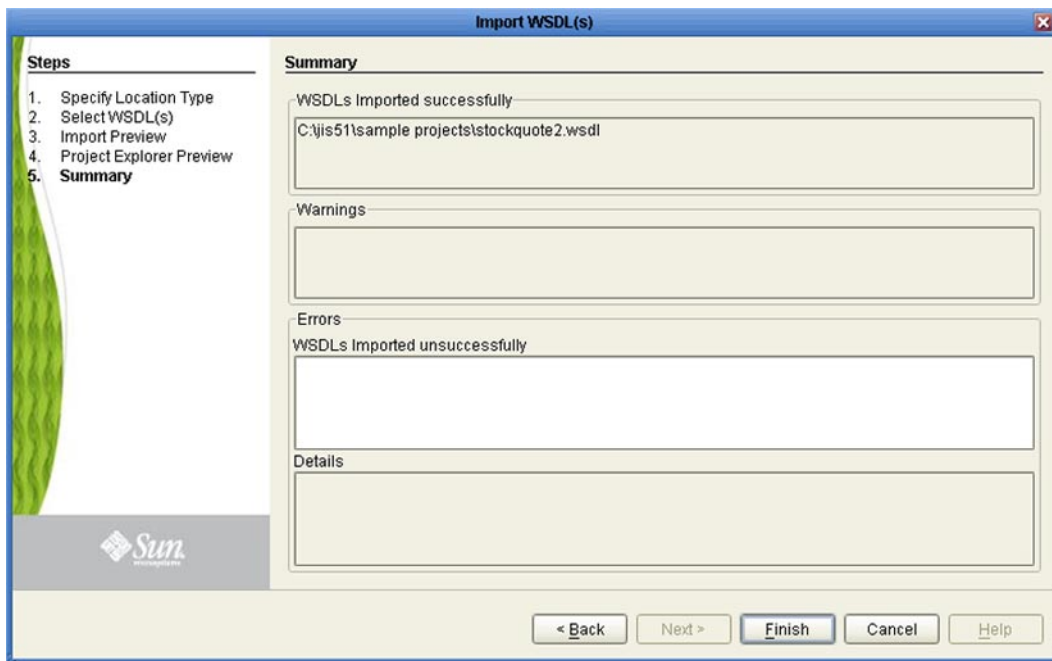 Import WSDL(s)
Steps
1. Specify Location Type
2. Select WSDL(s)
3. Import Preview
4. Project Explorer Preview
5. Summary
Sun
microsystems
Summary
WSDLs Imported successfully
C:\jis51\sample projects\stockquote2.wsdl
Warnings
Errors
WSDLs Imported unsuccessfully
Details
< Back
Next >
Finish
Cancel
Help